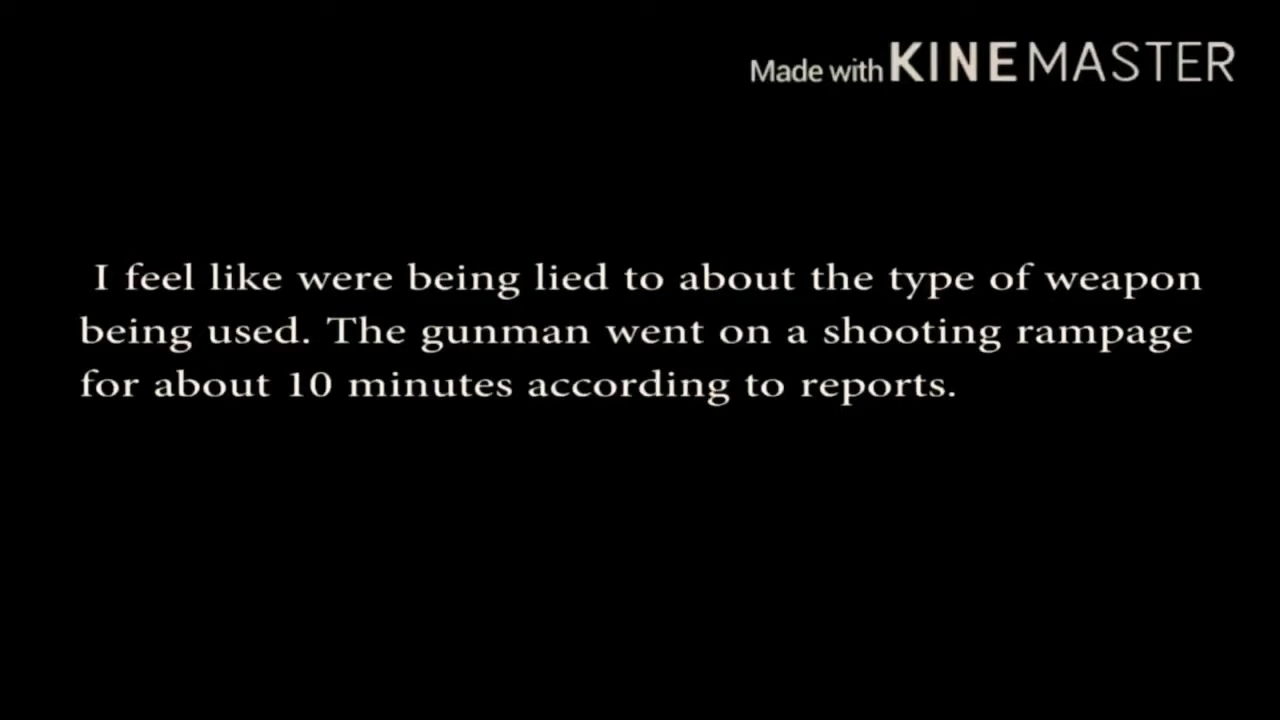 Made with KINEMASTER
I feel like were being lied to about the type of weapon
being used. The gunman went on a shooting rampage
for about 10 minutes according to reports.